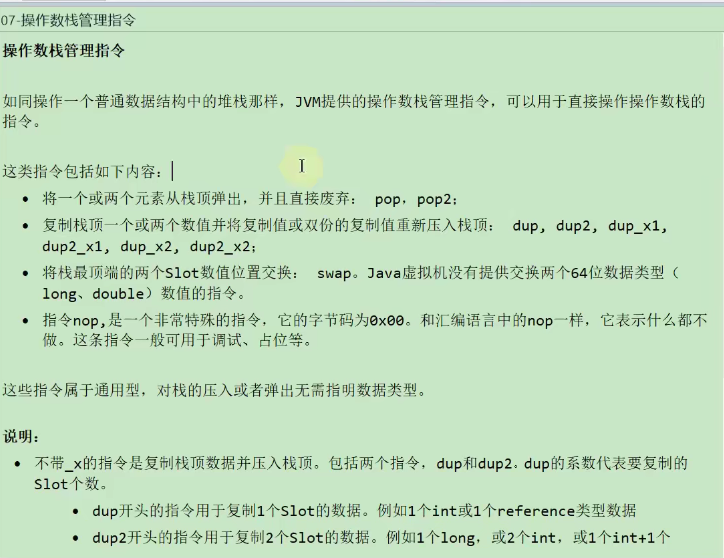 07-操作数栈管理指令
操作数栈管理指令
如同操作一个普通数据结构中的堆栈那样，JVM提供的操作数栈管理指令，可以用于直接操作操作数栈的
指令。
这类指令包括如下内容：
• 将一个或两个元素从栈顶弹出，并且直接废弃： pop，pop2；
• 复制栈顶一个或两个数值并将复制值或双份的复制值重新压入栈顶： dup, dup2, dup_x1,
dup2_x1, dup_x2, dup2_x2；
• 将栈最顶端的两个Slot数值位置交换： swap。Java虚拟机没有提供交换两个64位数据类型（
long、double）数值的指令。
• 指令nop,是一个非常特殊的指令，它的字节码为0x00。和汇编语言中的nop一样，它表示什么都不
做。这条指令一般可用于调试、占位等。
这些指令属于通用型，对栈的压入或者弹出无需指明数据类型。
说明：
• 不带_x的指令是复制栈顶数据并压入栈顶。包括两个指令，dup和dup2。dup的系数代表要复制的
Slot个数。
• dup开头的指令用于复制1个Slot的数据。例如1个int或1个reference类型数据
• dup2开头的指令用于复制2个Slot的数据。例如1个long，或2个int，或1个int+1个